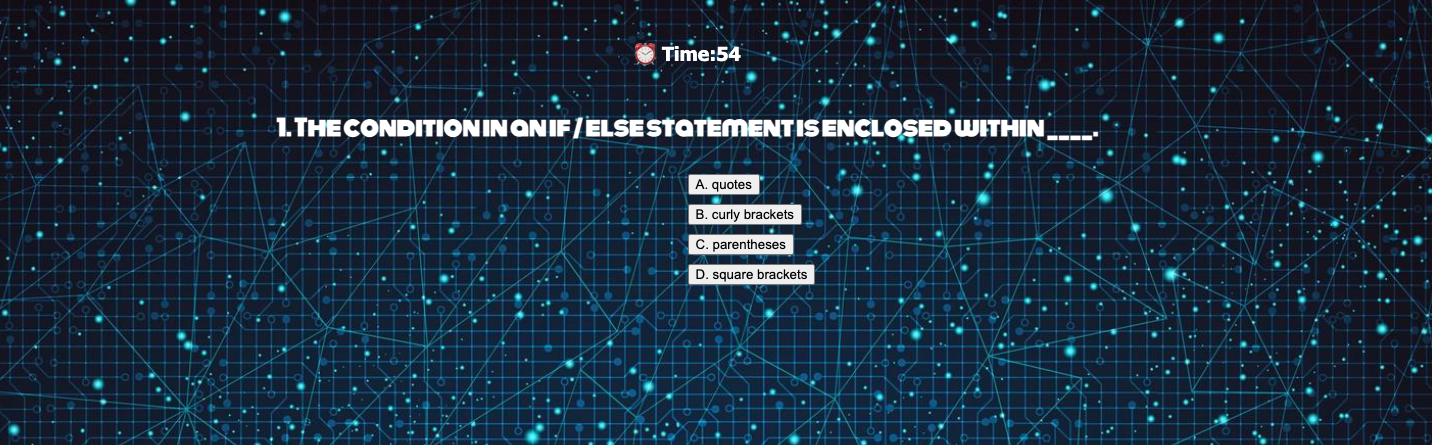 ⏰ Time:54
1. The condition in an if / else statement is enclosed within ____.
A. quotes
B. curly brackets
C. parentheses
D. square brackets